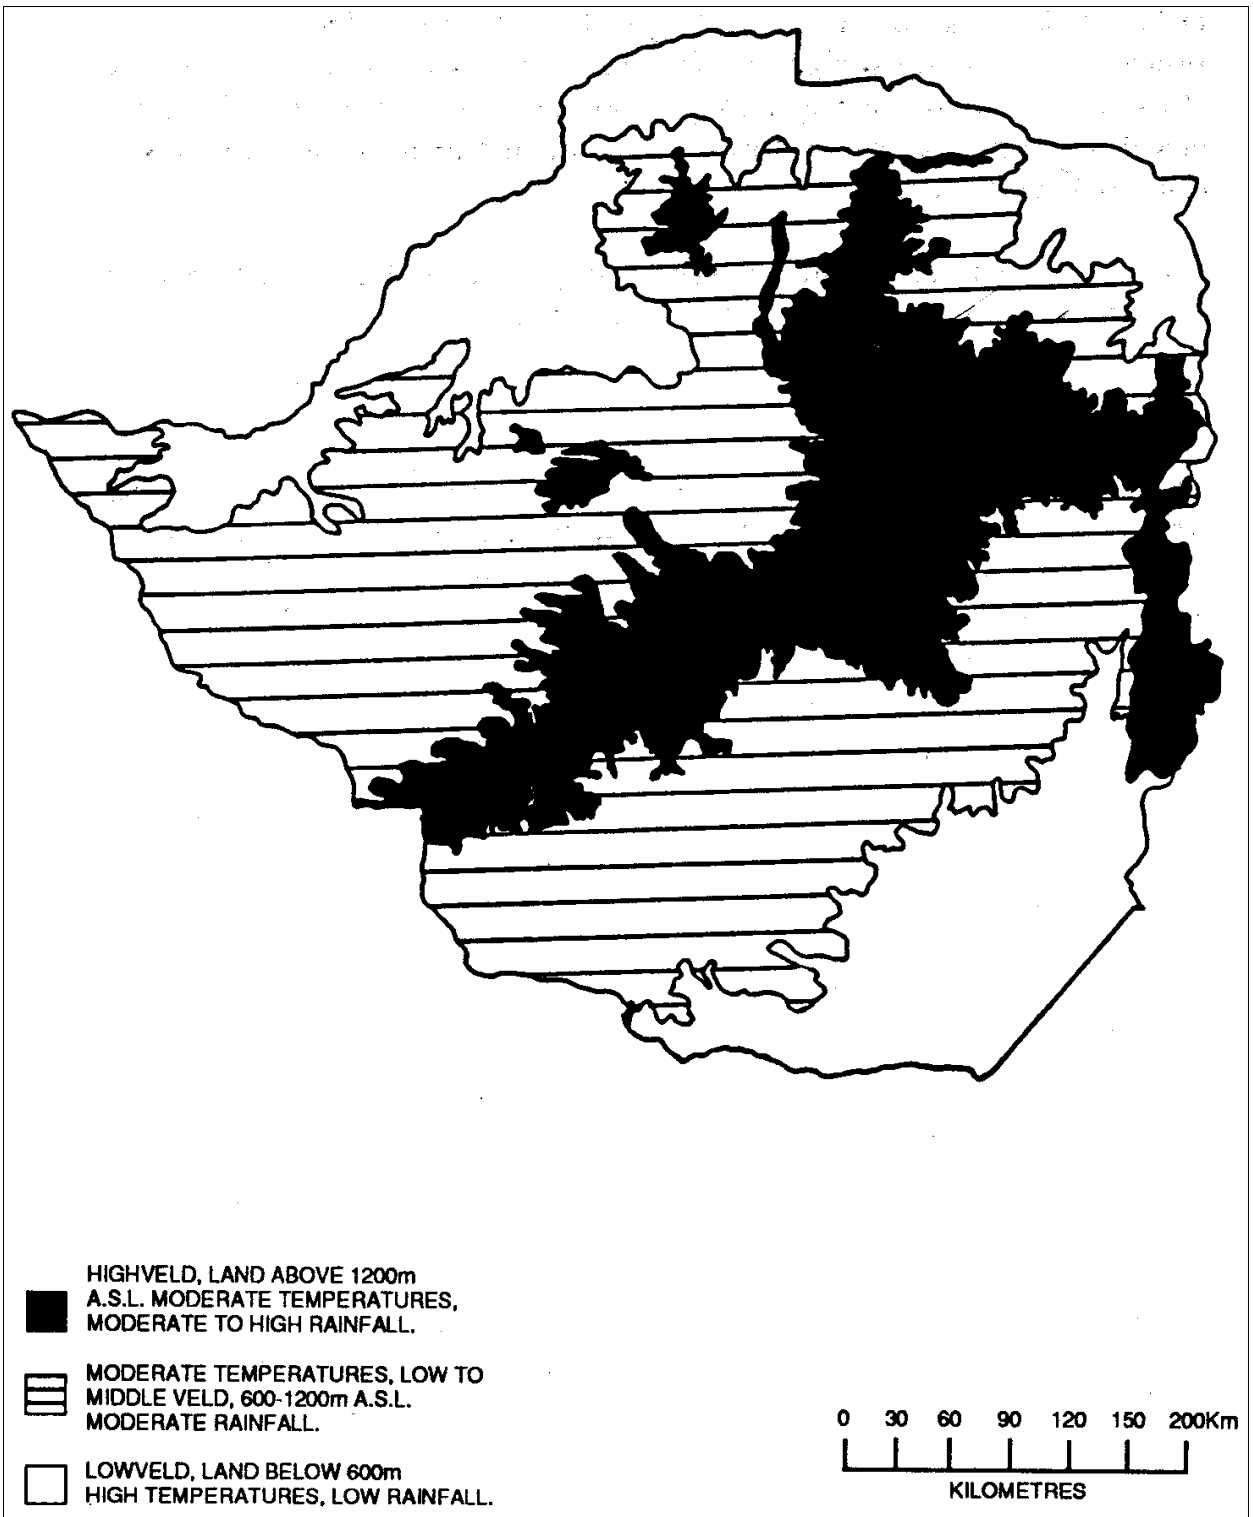 HIGHVELD, LAND ABOVE 1200m
A.S.L. MODERATE TEMPERATURES,
MODERATE TO HIGH RAINFALL.
MODERATE TEMPERATURES, LOW TO
MIDDLE VELD, 600-1200m A.S.L.
MODERATE RAINFALL.
LOWVELD, LAND BELOW 600m
HIGH TEMPERATURES, LOW RAINFALL.
0 30 60 90 120 150 200Km
KILOMETRES